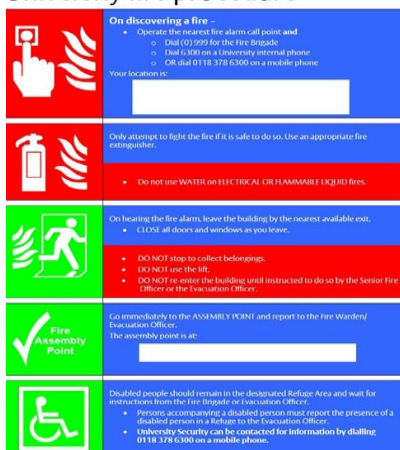 On discovering a fire –
• Operate the nearest fire alarm call point and
o Dial (0) 999 for the Fire Brigade
o Dial 6300 on a University internal phone
o OR dial 0118 378 6300 on a mobile phone
Your location is:
Only attempt to fight the fire if it is safe to do so. Use an appropriate fire
extinguisher.
• Do not use WATER on ELECTRICAL OR FLAMMABLE LIQUID fires.
On hearing the fire alarm, leave the building by the nearest available exit.
• CLOSE all doors and windows as you leave.
• DO NOT stop to collect belongings.
• DO NOT use the lift.
• DO NOT re-enter the building until instructed to do so by the Senior Fire
Officer or the Evacuation Officer.
Fire
Assembly
Point
Go immediately to the ASSEMBLY POINT and report to the Fire Warden/
Evacuation Officer.
The assembly point is at:
Disabled people should remain in the designated Refuge Area and wait for
instructions from the Fire Brigade or Evacuation Officer.
• Persons accompanying a disabled person must report the presence of a
disabled person in a Refuge to the Evacuation Officer.
• University Security can be contacted for information by dialling
0118 378 6300 on a mobile phone.